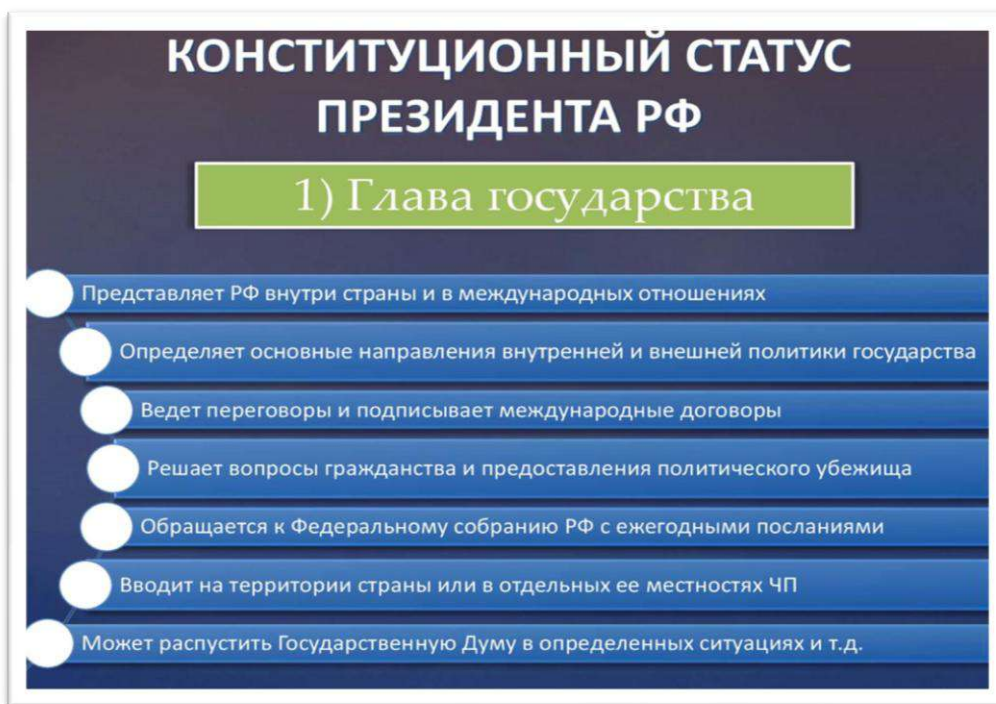 КОНСТИТУЦИОННЫЙ СТАТУС
ПРЕЗИДЕНТА РФ
1) Глава государства
Представляет РФ внутри страны и в международных отношениях
Определяет основные направления внутренней и внешней политики государства
Ведет переговоры и подписывает международные договоры
Решает вопросы гражданства и предоставления политического убежища
Обращается к Федеральному собранию РФ с ежегодными посланиями
Вводит на территории страны или в отдельных ее местностях ЧП
Может распустить Государственную Думу в определенных ситуациях и т.д.